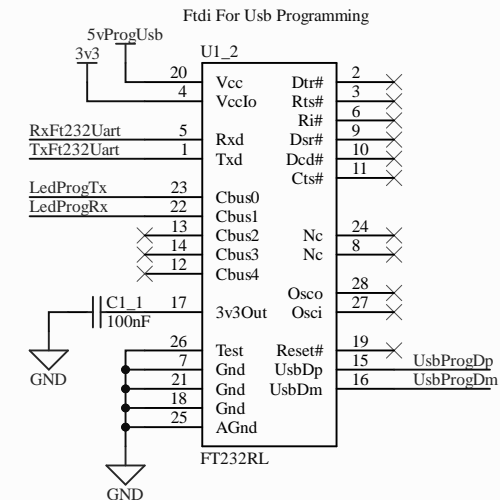 Ftdi For Usb Programming
5vProgUsb
3v3
U1_2
20 Vcc Dtr# 2
4 VccIo Rts# 3
Ri# 6
RxFt232Uart 5 Rxd Dsr# 9
TxFt232Uart 1 Txd Dcd# 10
Cts# 11
LedProgTx 23 Cbus0
LedProgRx 22 Cbus1
13 Cbus2 Nc 24
14 Cbus3 Nc 8
12 Cbus4
Osco 28
C1_1 17 3v3Out Osci 27
100nF
26 Test Reset# 19
7 Gnd UsbDp 15 UsbProgDp
21 Gnd UsbDm 16 UsbProgDm
18 Gnd
25 AGnd
GND
FT232RL
GND